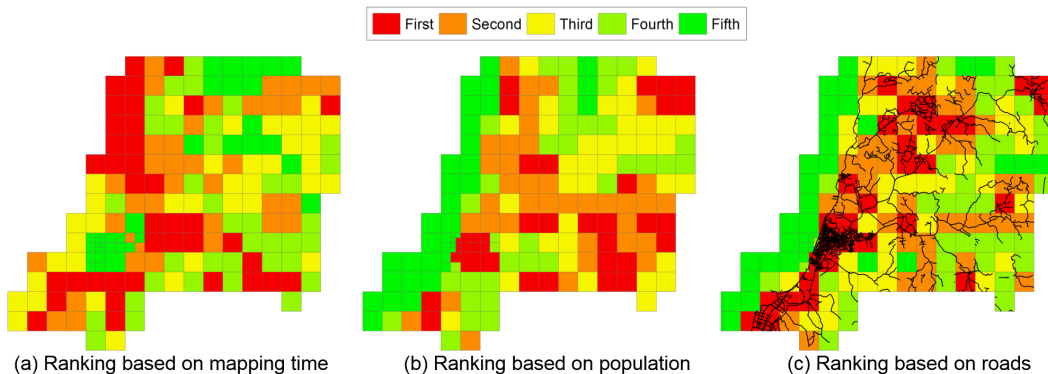 First Second Third Fourth Fifth
(a) Ranking based on mapping time (b) Ranking based on population (c) Ranking based on roads